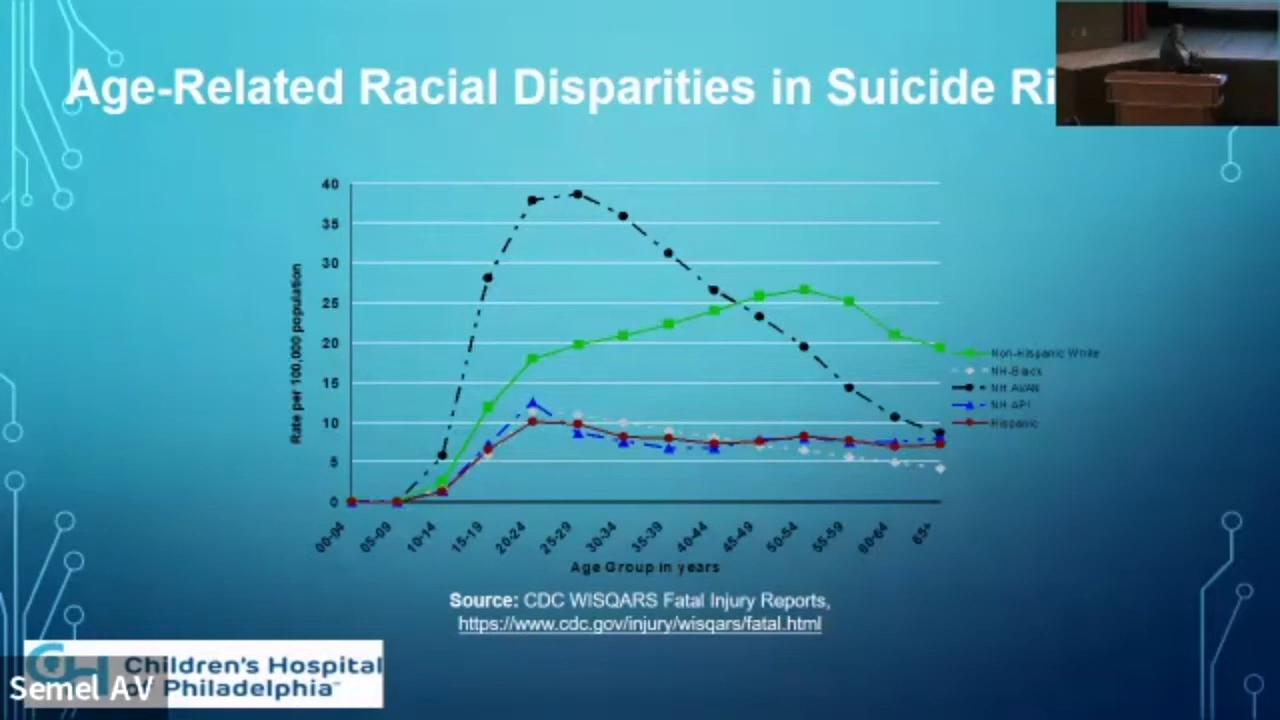 Age-Related Racial Disparities in Suicide Ri
40
35
30
25
20
15
10
5
0
Rate per 100,000 population
00-04
05-09
10-14
15-19
20-24
25-29
30-34
35-39
40-44
45-49
50-54
55-59
60-64
65+
Age Group in years
Non-Hispanic White
NH-Black
NH AI/AN
NH API
Hispanic
Source: CDC WISQARS Fatal Injury Reports,
https://www.cdc.gov/injury/wisqars/fatal.html
Children's Hospital
Philadelphia
Semel AV